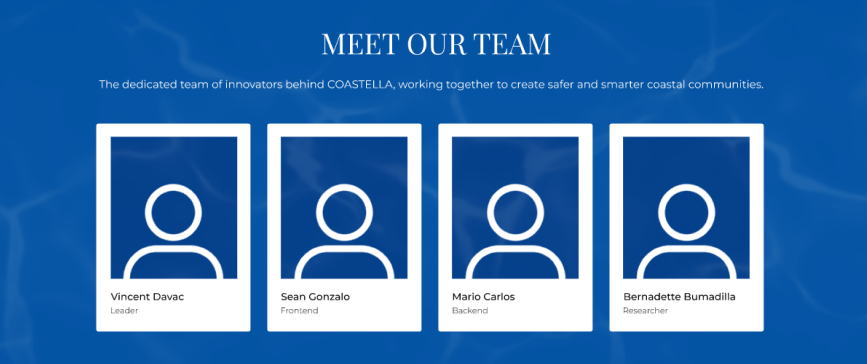 MEET OUR TEAM
The dedicated team of innovators behind COASTELLA, working together to create safer and smarter coastal communities.
Vincent Davac
Leader
Sean Gonzalo
Frontend
Mario Carlos
Backend
Bernadette Bumadilla
Researcher